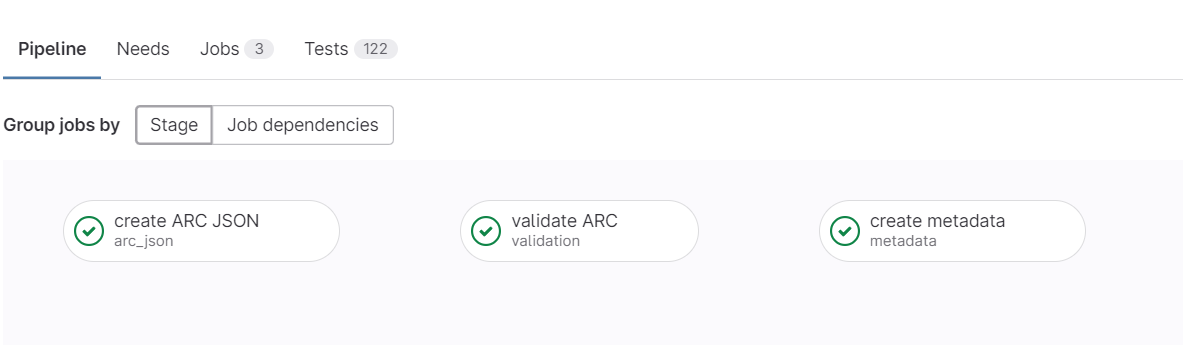 Pipeline Needs Jobs 3 Tests 122
Group jobs by Stage Job dependencies
create ARC JSON
arc_json
validate ARC
validation
create metadata
metadata